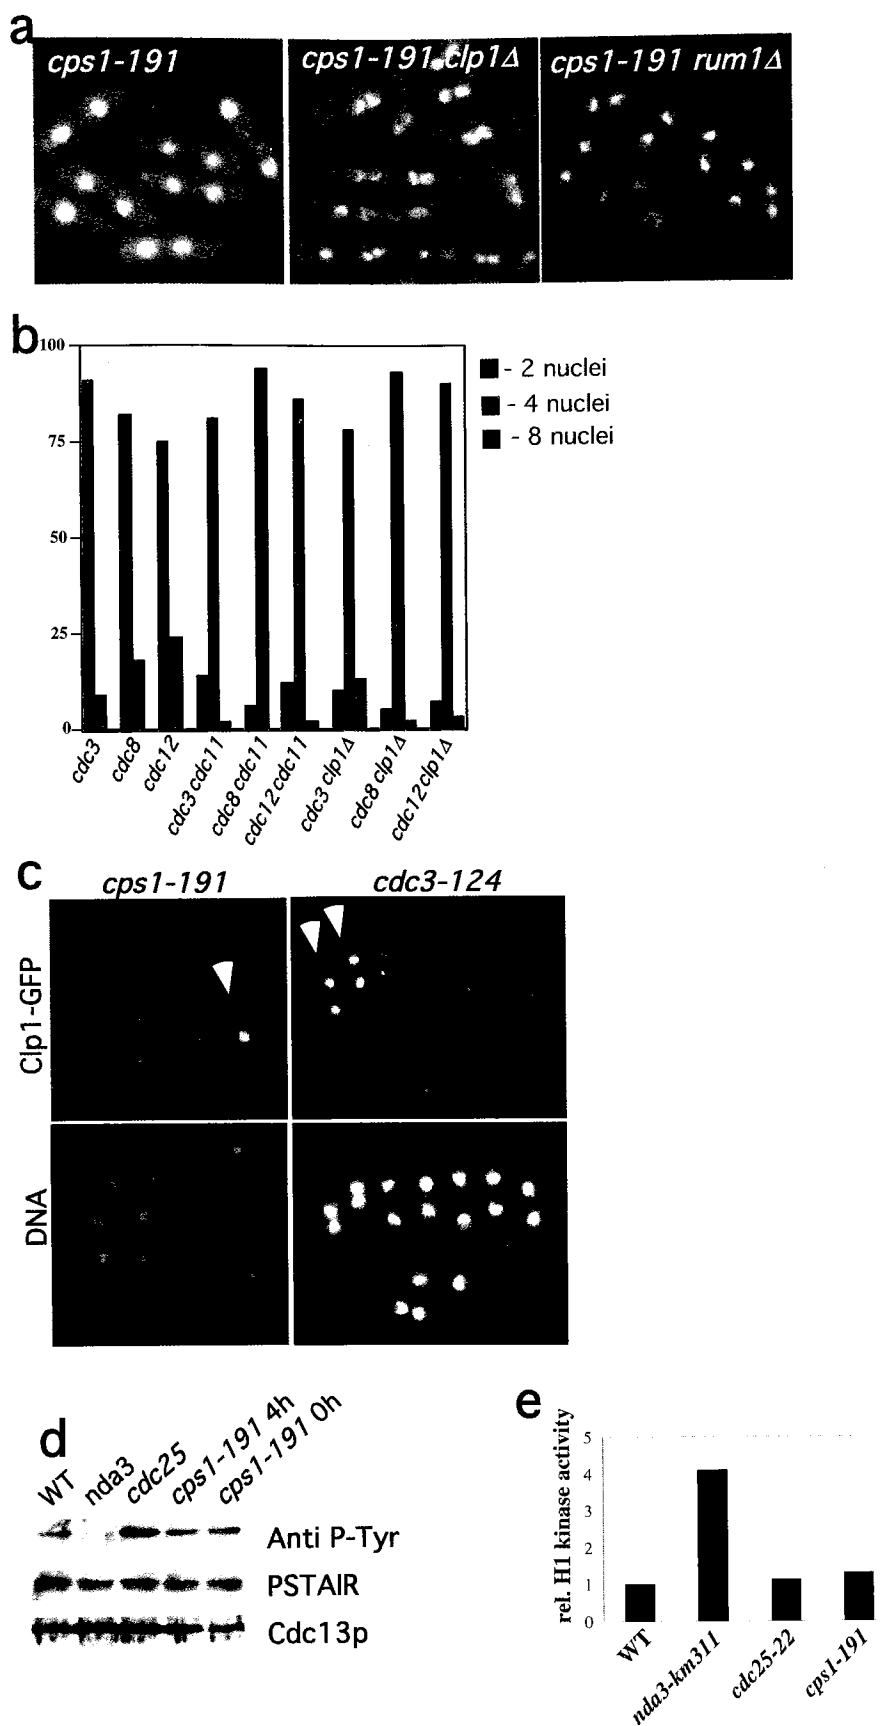 a
cps1-191
cps1-191 clp1Δ
cps1-191 rum1Δ
b
100
75
50
25
0
- 2 nuclei
- 4 nuclei
- 8 nuclei
cdc3
cdc8
cdc12
cdc3 cdc11
cdc8 cdc11
cdc12 cdc11
cdc3 clp1Δ
cdc8 clp1Δ
cdc12 clp1Δ
c
cps1-191
cdc3-124
Clp1-GFP
DNA
d
WT
nda3
cdc25
cps1-191 4h
cps1-191 0h
Anti P-Tyr
PSTAIR
Cdc13p
e
rel. H1 kinase activity
5
4
3
2
1
0
WT
nda3-km311
cdc25-22
cps1-191